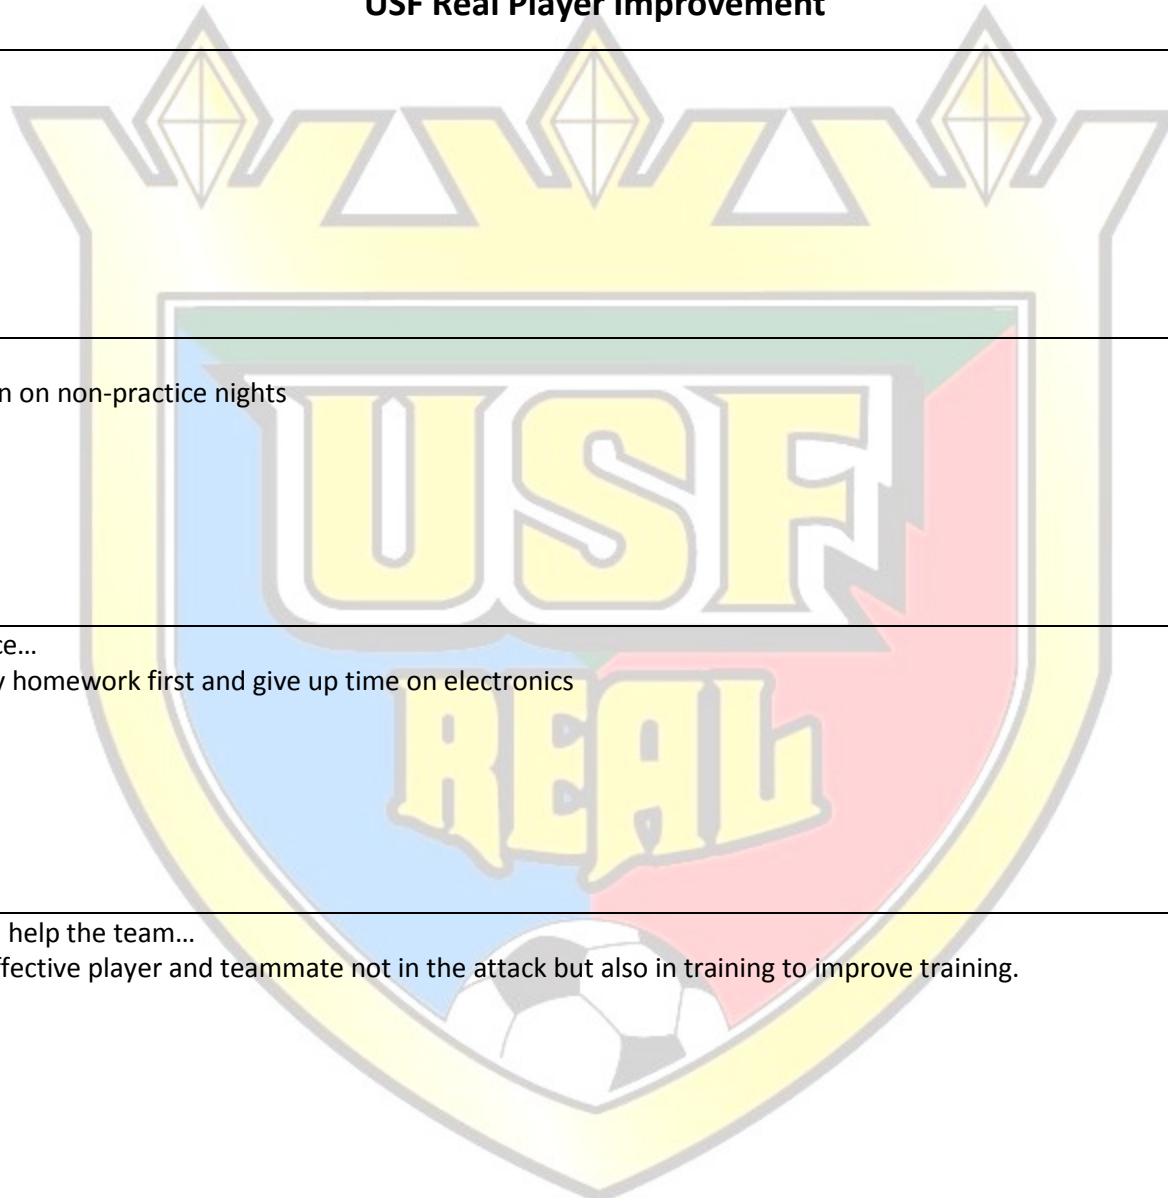 USF Real Player Improvement
n on non-practice nights
USF
ce...
y homework first and give up time on electronics
REAL
help the team...
ffective player and teammate not in the attack but also in training to improve training.